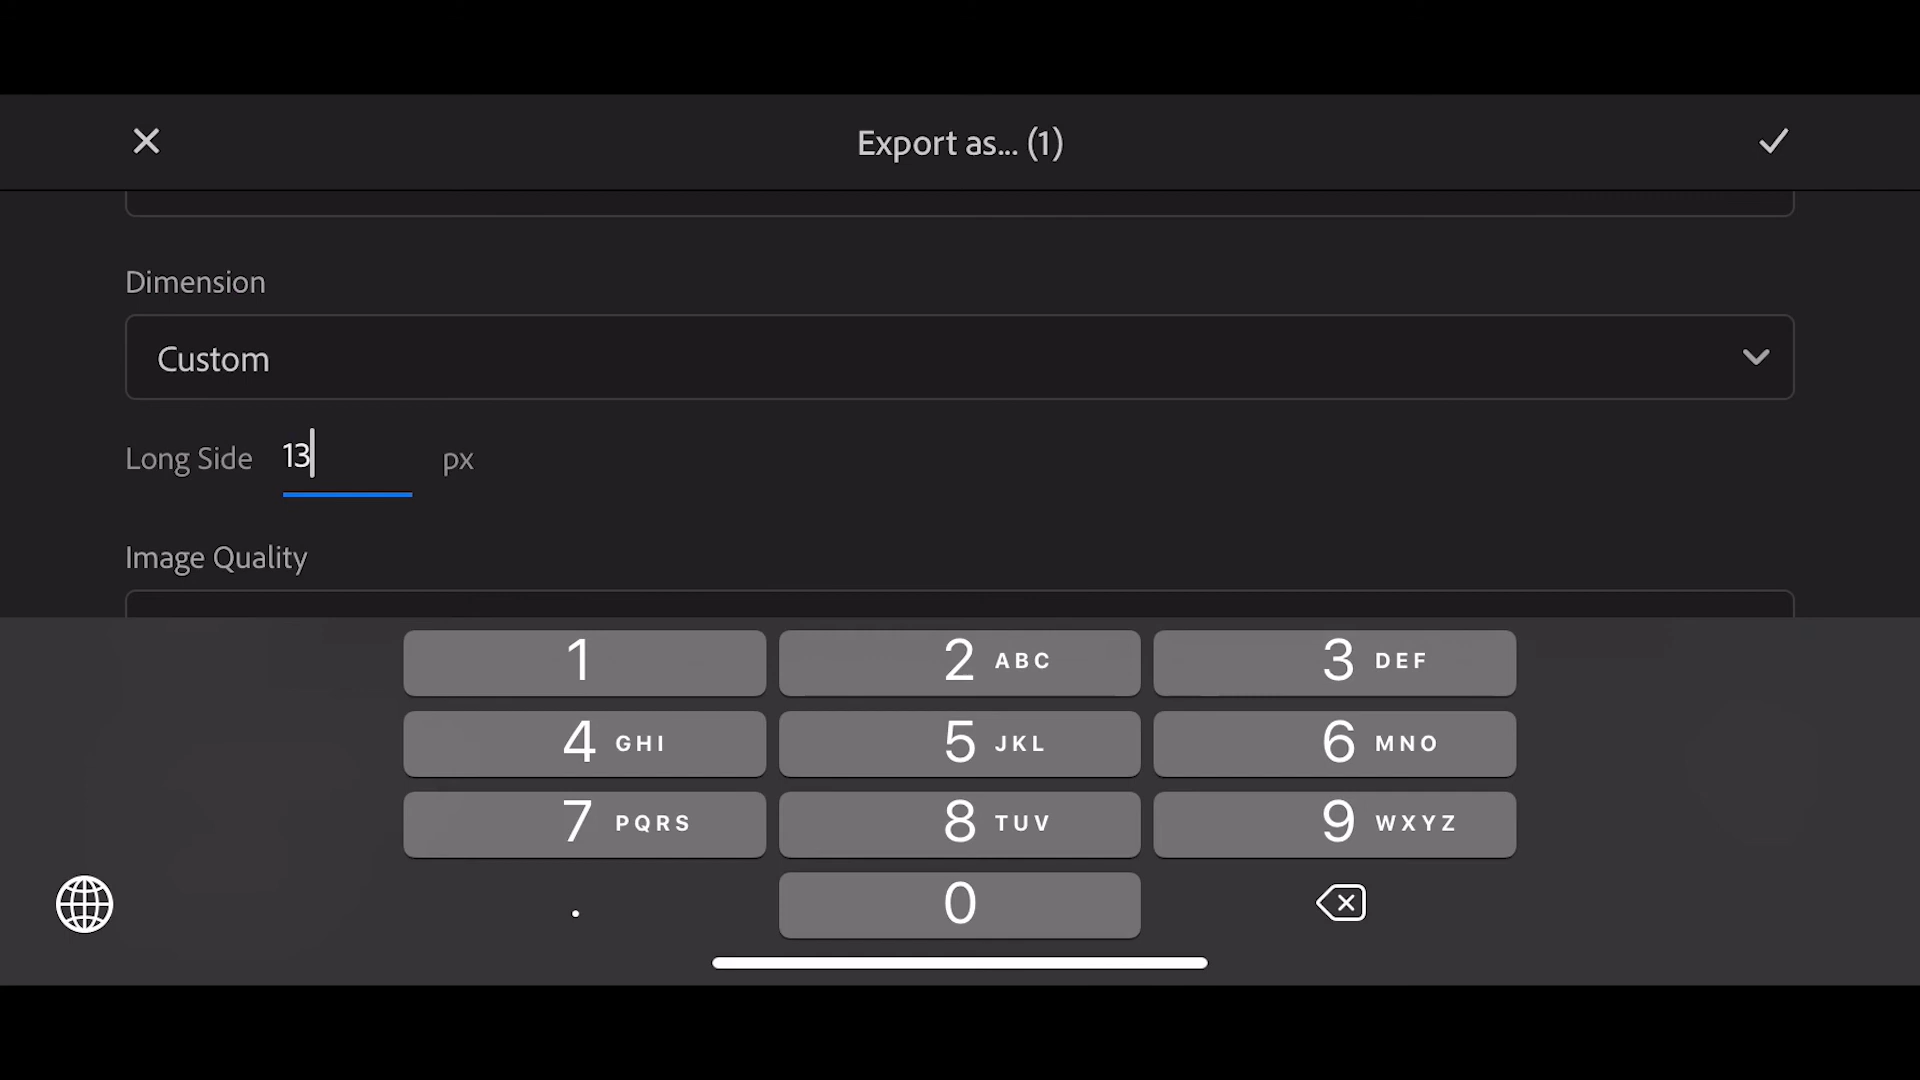 Export as... (1)
Dimension
Custom
Long Side 13 px
Image Quality
1 2 ABC 3 DEF
4 GHI 5 JKL 6 MNO
7 PQRS 8 TUV 9 WXYZ
. 0